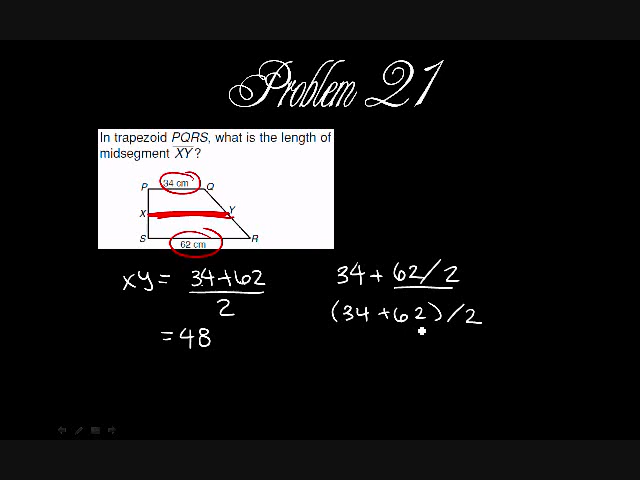 Problem 21
In trapezoid PQRS, what is the length of
midsegment XY?
P 34 cm Q
X Y
S 62 cm R
xy = 34+62 / 2
= 48
34 + 62/2
(34+62)/2